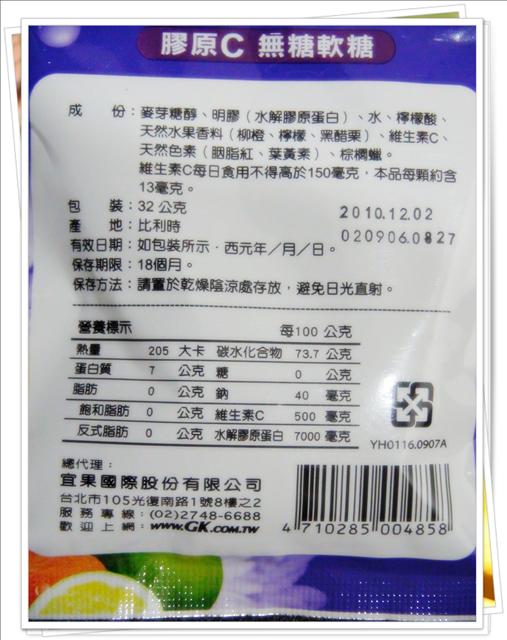 膠原C 無糖軟糖
成　份：麥芽糖醇、明膠（水解膠原蛋白）、水、檸檬酸、
天然水果香料（柳橙、檸檬、黑醋栗）、維生素C、
天然色素（胭脂紅、葉黃素）、棕櫚蠟。
維生素C每日食用不得高於150毫克，本品每顆約含
13毫克。
包　裝：32公克
產　地：比利時
2010.12.02
020906.0827
有效日期：如包裝所示，西元年／月／日。
保存期限：18個月。
保存方法：請置於乾燥陰涼處存放，避免日光直射。
營養標示 每100 公克
熱量 205 大卡 碳水化合物 73.7 公克
蛋白質 7 公克 糖 0 公克
脂肪 0 公克 鈉 40 毫克
飽和脂肪 0 公克 維生素C 500 毫克
反式脂肪 0 公克 水解膠原蛋白 7000 毫克
YH0116.0907A
總代理：
宜果國際股份有限公司
台北市105光復南路1號8樓之2
服務專線：(02)2748-6688
歡迎上網：www.GK.com.tw
4 710285 004858